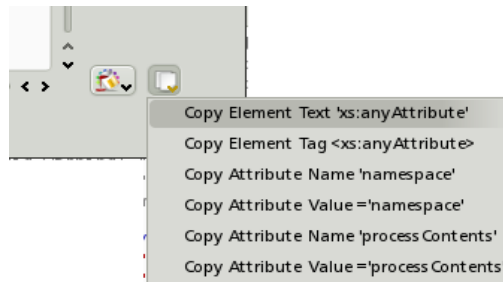 Copy Element Text 'xs:anyAttribute'
Copy Element Tag <xs:anyAttribute>
Copy Attribute Name 'namespace'
Copy Attribute Value ='namespace'
Copy Attribute Name 'processContents'
Copy Attribute Value ='processContents'